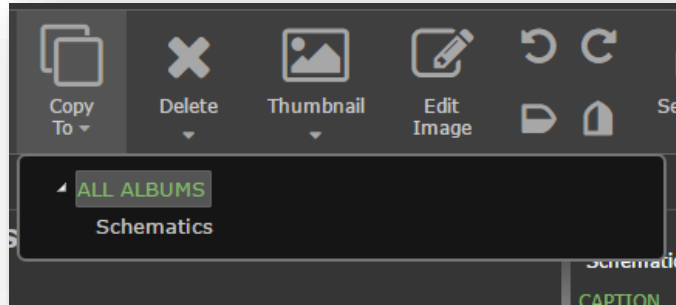 Copy
To
Delete
Thumbnail
Edit
Image
ALL ALBUMS
Schematics
CAPTION